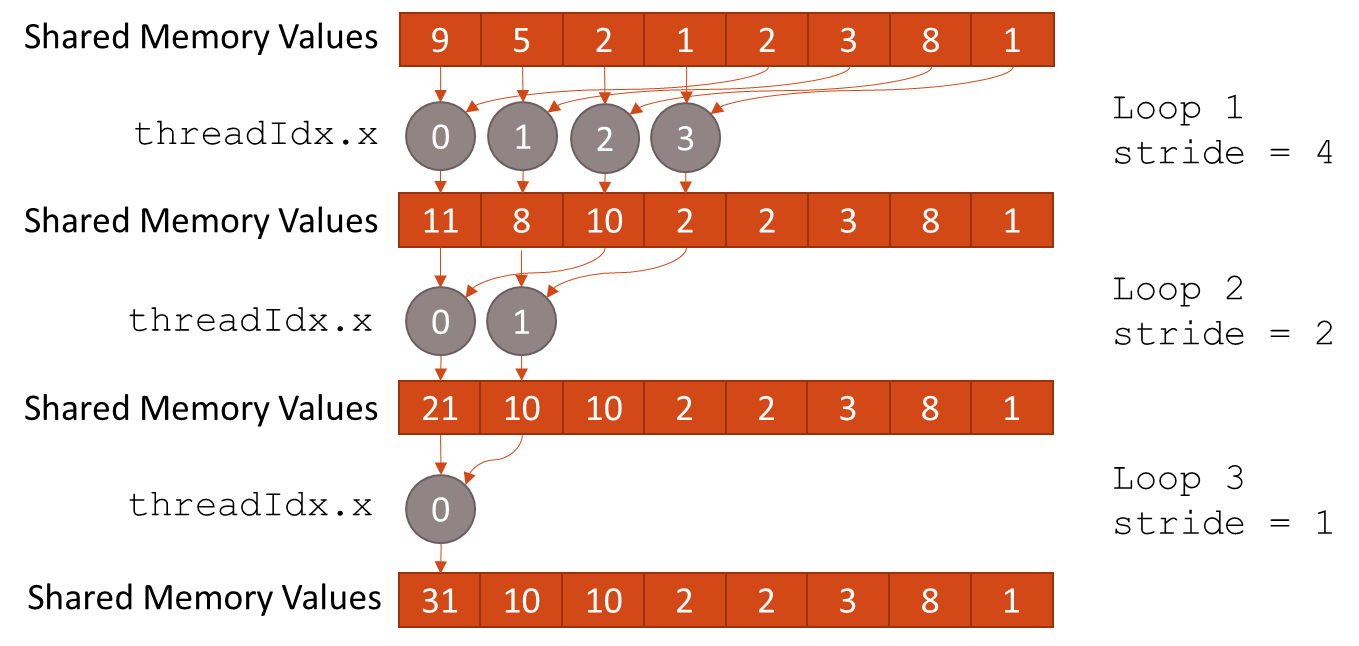 Shared Memory Values 9 5 2 1 2 3 8 1
threadIdx.x 0 1 2 3
Loop 1
stride = 4
Shared Memory Values 11 8 10 2 2 3 8 1
threadIdx.x 0 1
Loop 2
stride = 2
Shared Memory Values 21 10 10 2 2 3 8 1
threadIdx.x 0
Loop 3
stride = 1
Shared Memory Values 31 10 10 2 2 3 8 1